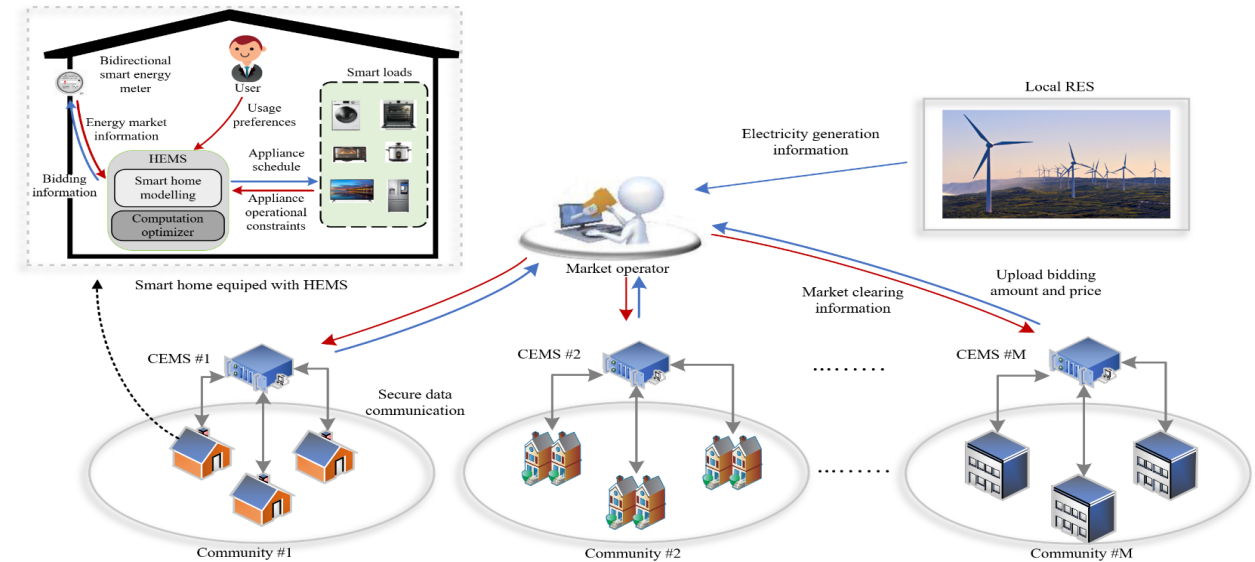 Bidirectional
smart energy
meter
User
Smart loads
Usage
preferences
Energy market
information
HEMS
Smart home
modelling
Computation
optimizer
Bidding
information
Appliance
schedule
Appliance
operational
constraints
Smart home equiped with HEMS
Local RES
Electricity generation
information
Market operator
Market clearing
information
Upload bidding
amount and price
CEMS #1
CEMS #2
CEMS #M
Secure data
communication
Community #1
Community #2
Community #M